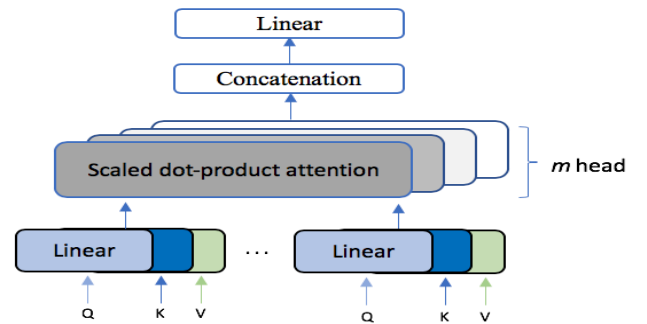 Linear
Concatenation
Scaled dot-product attention
m head
Linear ... Linear
Q K V Q K V